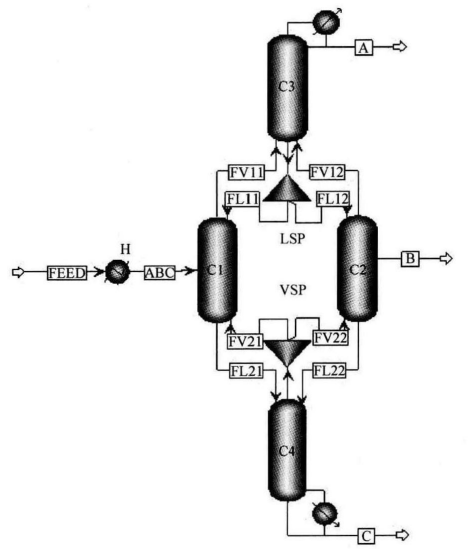 A
C3
FV11
FV12
FL11
FL12
LSP
H
FEED
ABC
C1
C2
B
VSP
FV21
FV22
FL21
FL22
C4
C